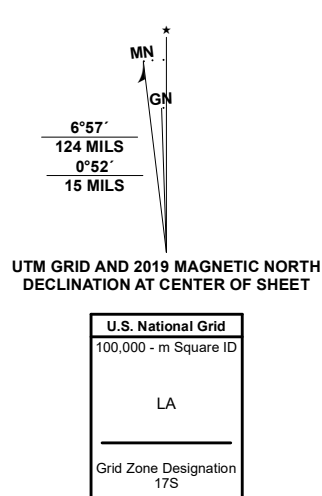 MN
GN
6°57´
124 MILS
0°52´
15 MILS
UTM GRID AND 2019 MAGNETIC NORTH
DECLINATION AT CENTER OF SHEET
U.S. National Grid
100,000 - m Square ID
LA
Grid Zone Designation
17S